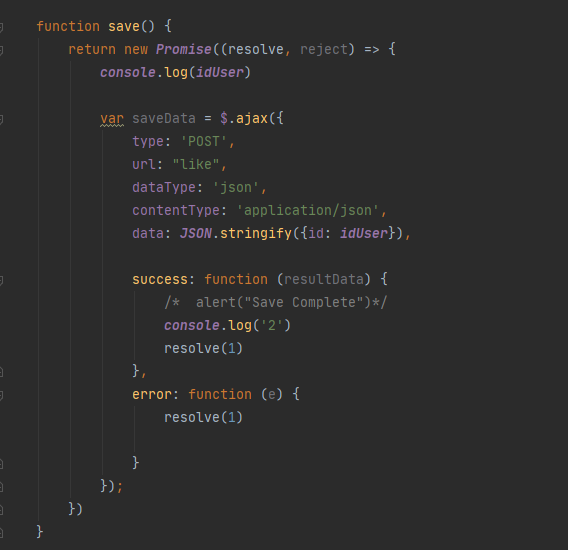 function save() {
return new Promise((resolve, reject) => {
console.log(idUser)
var saveData = $.ajax({
type: 'POST',
url: "like",
dataType: 'json',
contentType: 'application/json',
data: JSON.stringify({id: idUser}),
success: function (resultData) {
/*  alert("Save Complete")*/
console.log('2')
resolve(1)
},
error: function (e) {
resolve(1)
}
});
})
}